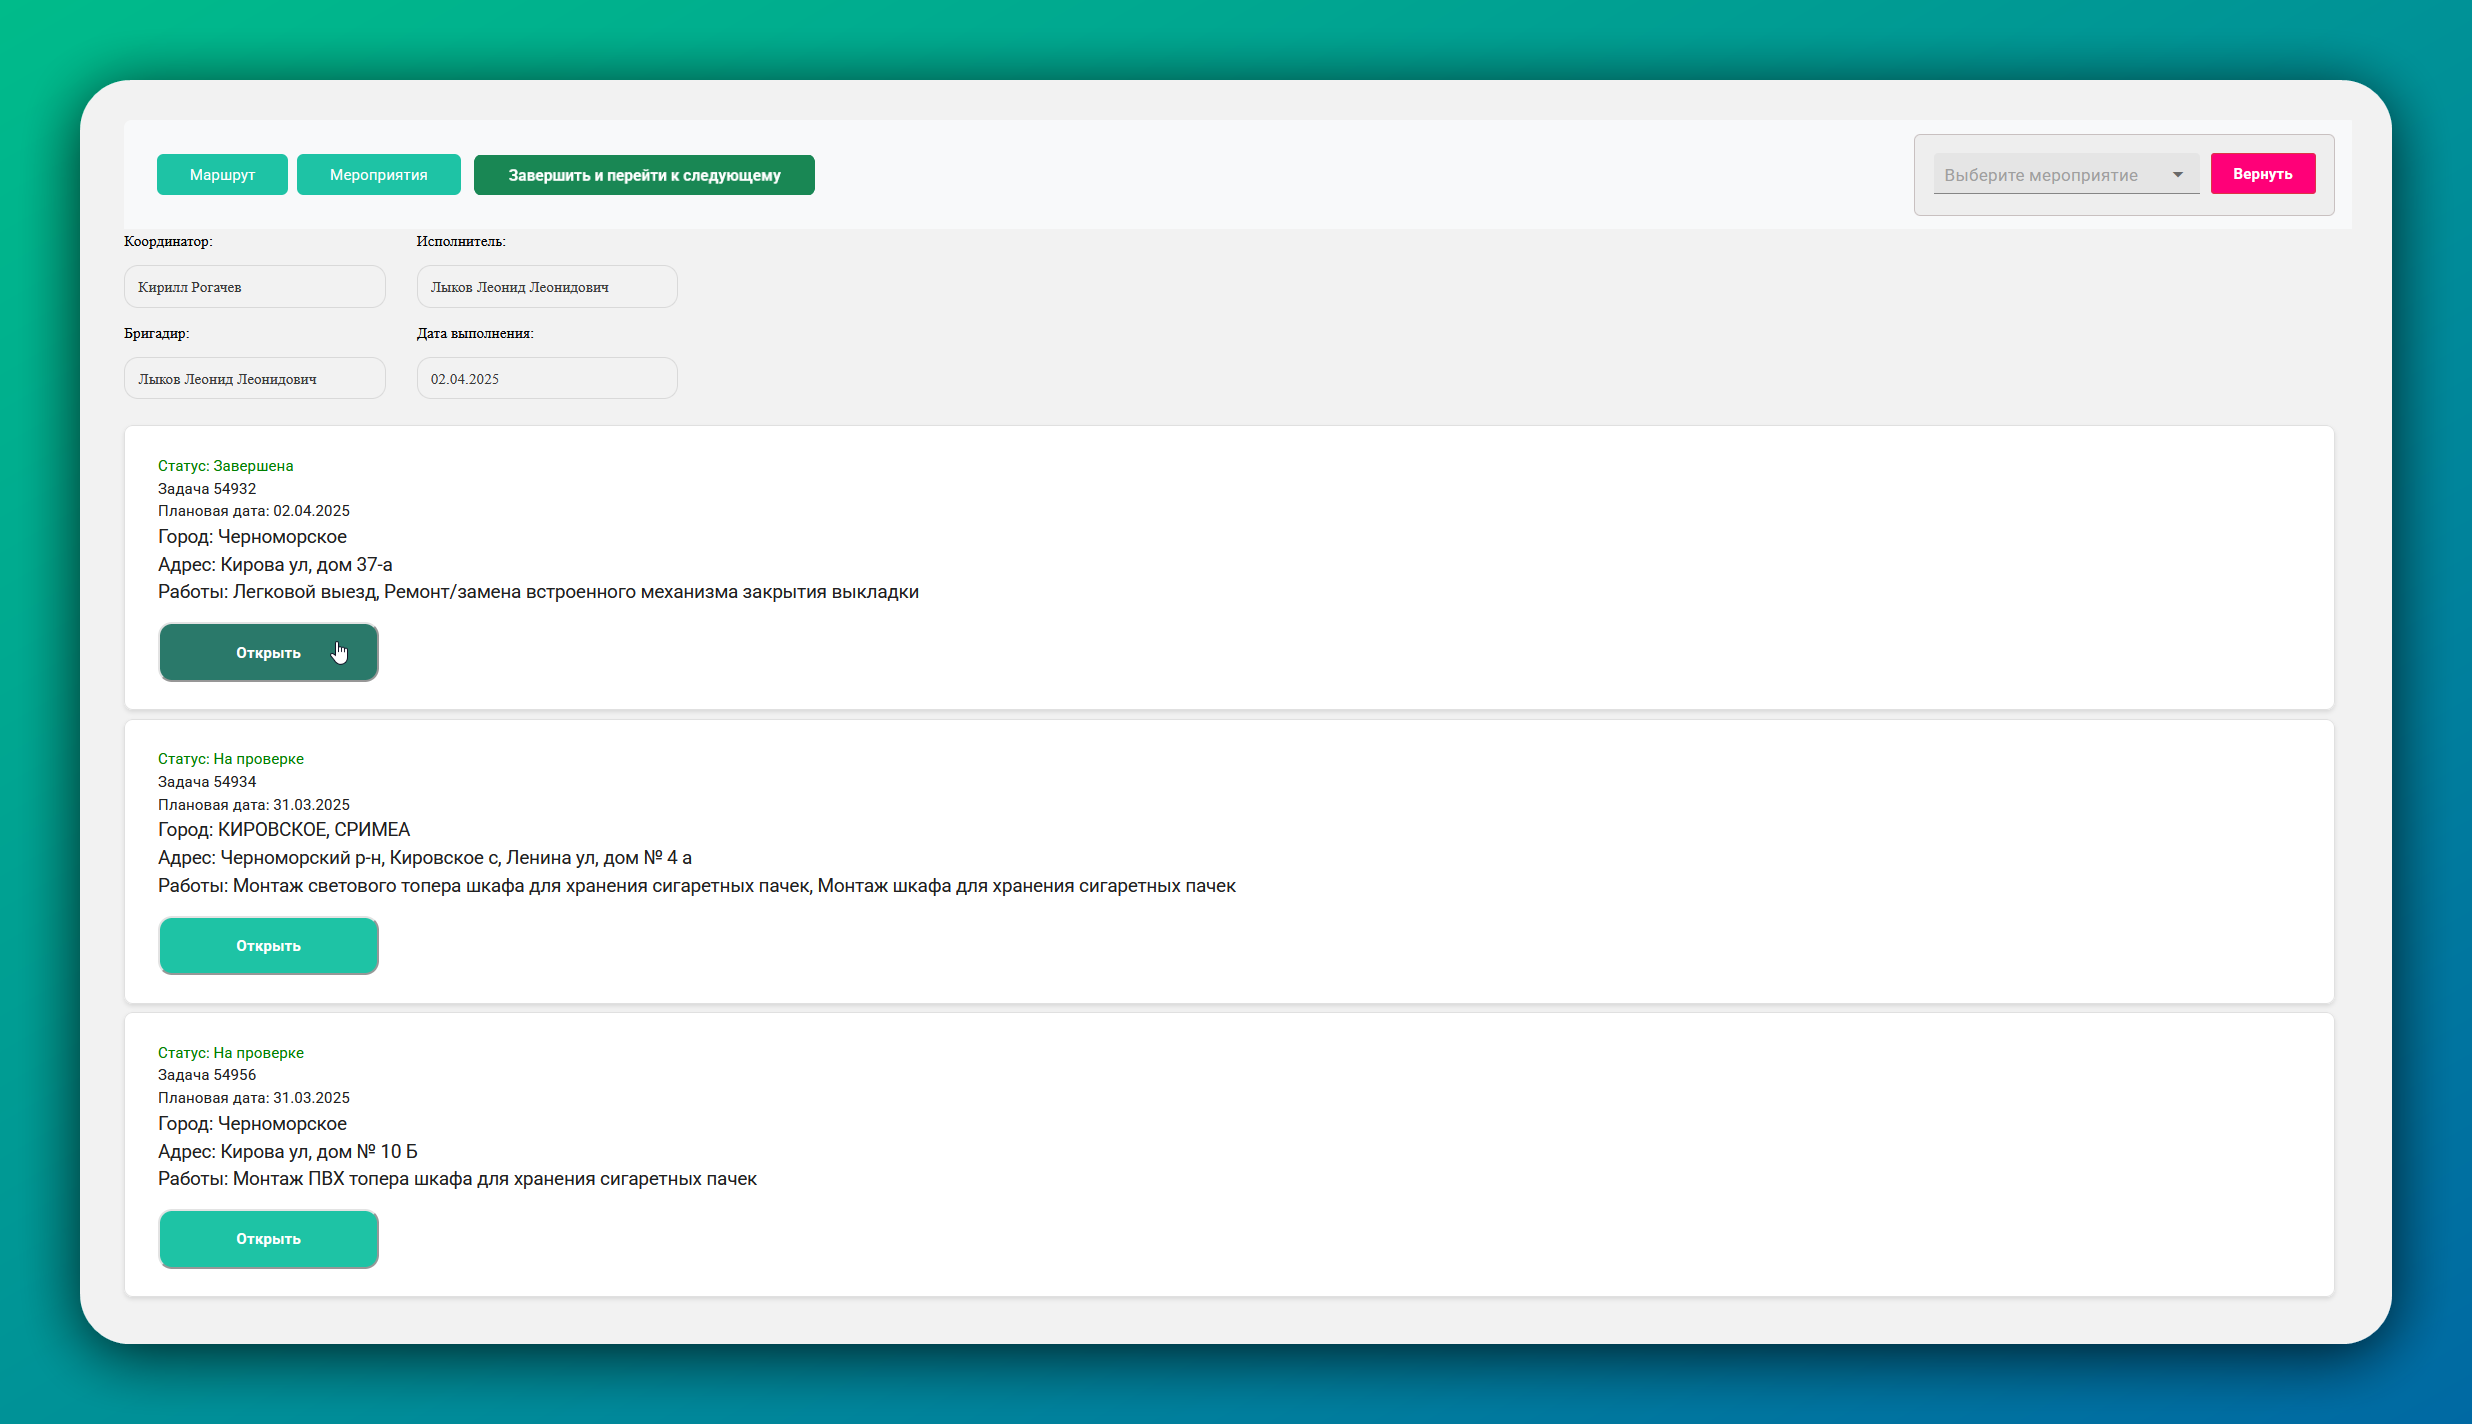 Маршрут
Мероприятия
Завершить и перейти к следующему
Выберите мероприятие
Вернуть
Координатор:
Исполнитель:
Кирилл Рогачев
Лыков Леонид Леонидович
Бригадир:
Дата выполнения:
Лыков Леонид Леонидович
02.04.2025
Статус: Завершена
Задача 54932
Плановая дата: 02.04.2025
Город: Черноморское
Адрес: Кирова ул, дом 37-а
Работы: Легковой выезд, Ремонт/замена встроенного механизма закрытия выкладки
Открыть
Статус: На проверке
Задача 54934
Плановая дата: 31.03.2025
Город: КИРОВСКОЕ, СРИМЕА
Адрес: Черноморский р-н, Кировское с, Ленина ул, дом № 4 а
Работы: Монтаж светового топера шкафа для хранения сигаретных пачек, Монтаж шкафа для хранения сигаретных пачек
Открыть
Статус: На проверке
Задача 54956
Плановая дата: 31.03.2025
Город: Черноморское
Адрес: Кирова ул, дом № 10 Б
Работы: Монтаж ПВХ топера шкафа для хранения сигаретных пачек
Открыть